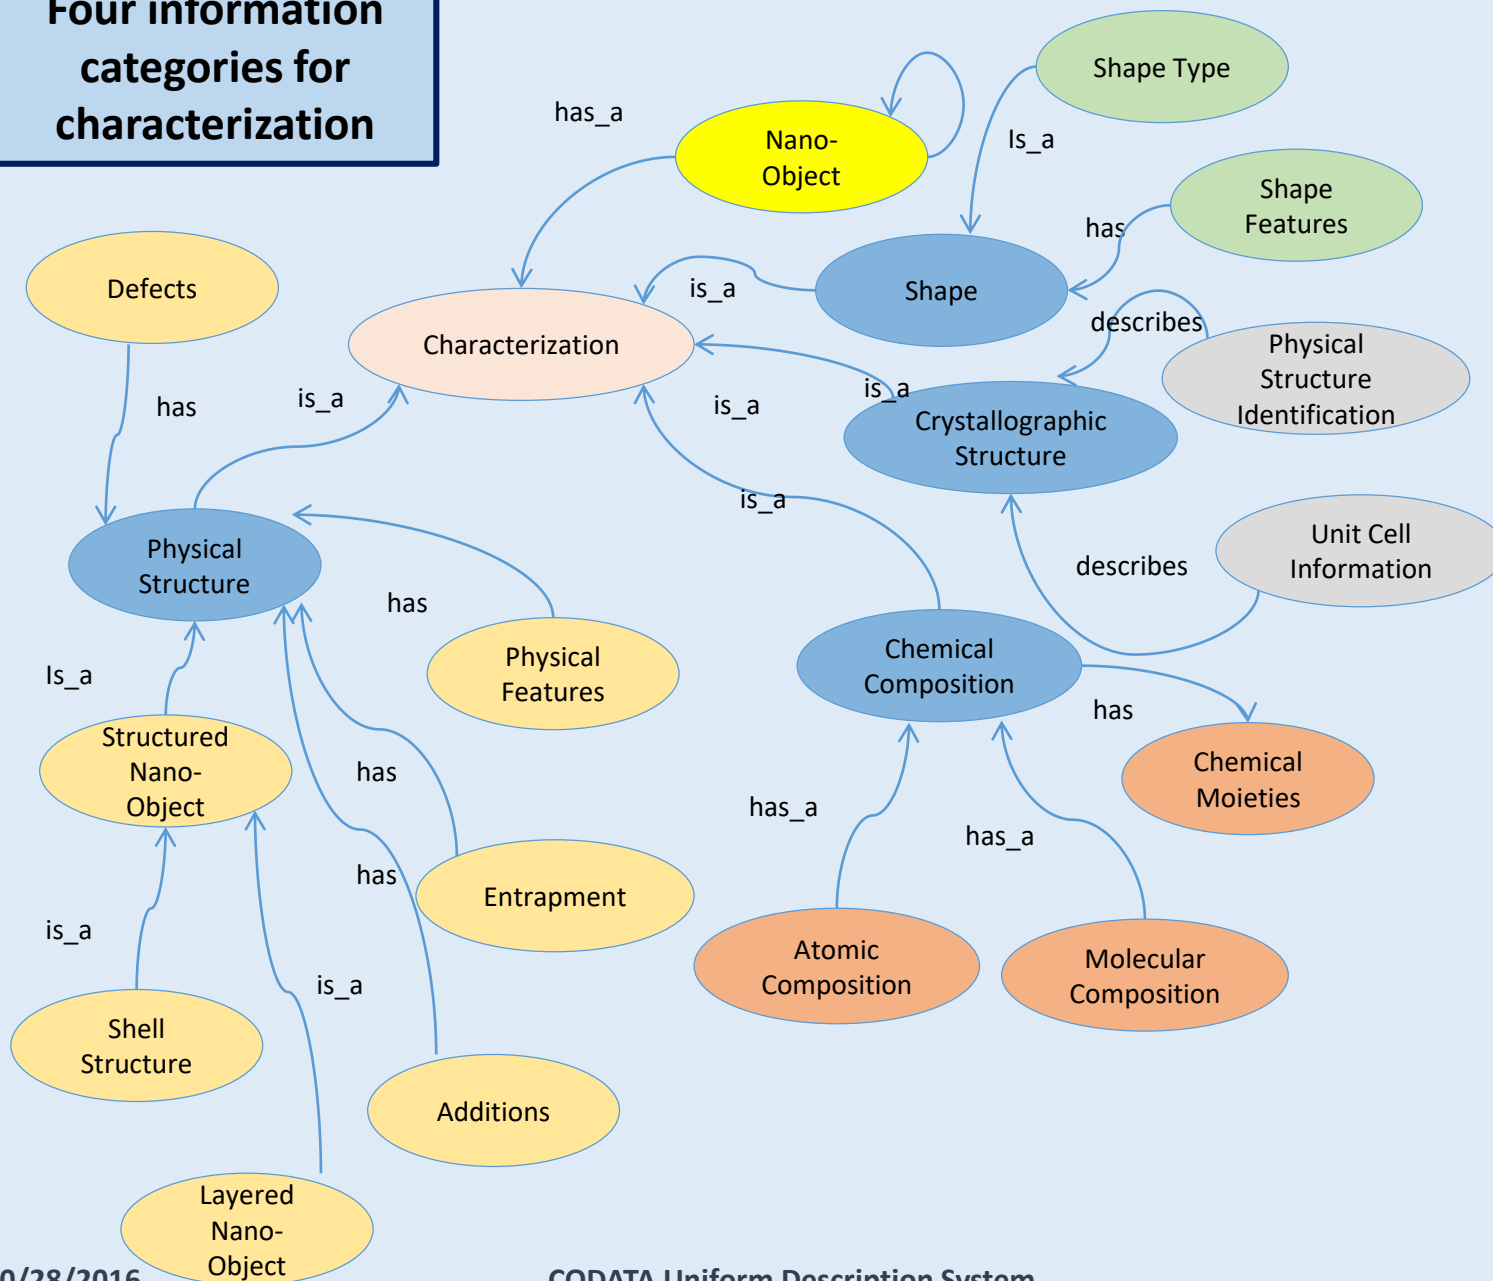 Four information
categories for
characterization
Shape Type
has_a
Nano-
Object
Is_a
Shape
Features
has
Defects
is_a
Shape
describes
Characterization
Physical
Structure
Identification
has
is_a
is_a
is_a
Crystallographic
Structure
is_a
Physical
Structure
Unit Cell
Information
describes
has
Physical
Features
Chemical
Composition
Is_a
has
Structured
Nano-
Object
has
Chemical
Moieties
has_a
has_a
has
Entrapment
is_a
Atomic
Composition
Molecular
Composition
is_a
Shell
Structure
Additions
Layered
Nano-
Object
0/28/2016
CODATA Uniform Description System